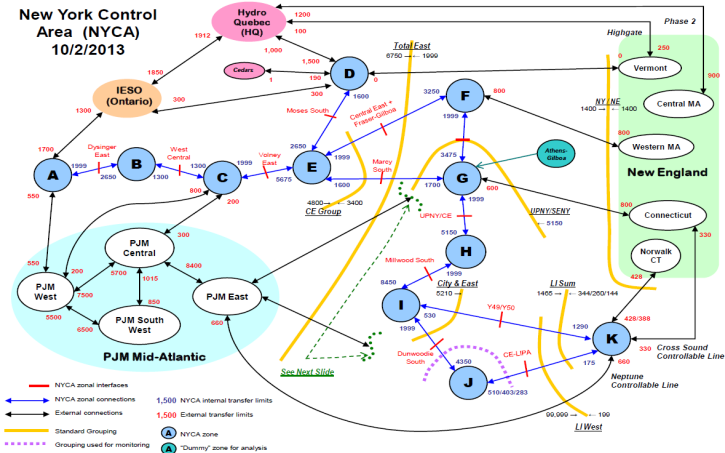 New York Control
Area (NYCA)
10/2/2013
Hydro
Quebec
(HQ)
1200
100
1912
1,000
100
Cedars
1
190
1,500
300
D
1600
0
Total East
6750 → ← 1999
Highgate
Phase 2
0
250
Vermont
900
Central MA
NY - NE
1400 → ← 1400
800
Western MA
New England
Connecticut
800
330
Norwalk
CT
428
IESO
(Ontario)
1850
1300
300
1700
A
550
1999
Dysinger
East
2650
B
West
Central
1300
1300
C
800
200
1999
Volney
East
5675
E
2650
1999
1600
Moses South
Central East +
Fraser-Gilboa
3250
F
1999
800
3475
Marcy
South
1700
G
600
1999
Athens-
Gilboa
4800 → ← 3400
CE Group
UPNY/CE
UPNY/SENY
← 5150
5150
H
1999
Millwood South
8450
I
530
1999
City & East
5210 →
Y49/Y50
LI Sum
1465 → ← 344/260/144
1290
K
175
428/388
330
660
Cross Sound
Controllable Line
Neptune
Controllable Line
Dunwoodie
South
CE-LIPA
4350
J
510/403/283
99,999 → ← 199
LI West
550
PJM
West
200
7500
5500
6500
PJM
Central
300
5700
1015
8400
850
PJM South
West
PJM East
660
PJM Mid-Atlantic
See Next Slide
NYCA zonal interfaces
NYCA zonal connections
External connections
Standard Grouping
Grouping used for monitoring
1,500 NYCA internal transfer limits
1,500 External transfer limits
A NYCA zone
A "Dummy" zone for analysis